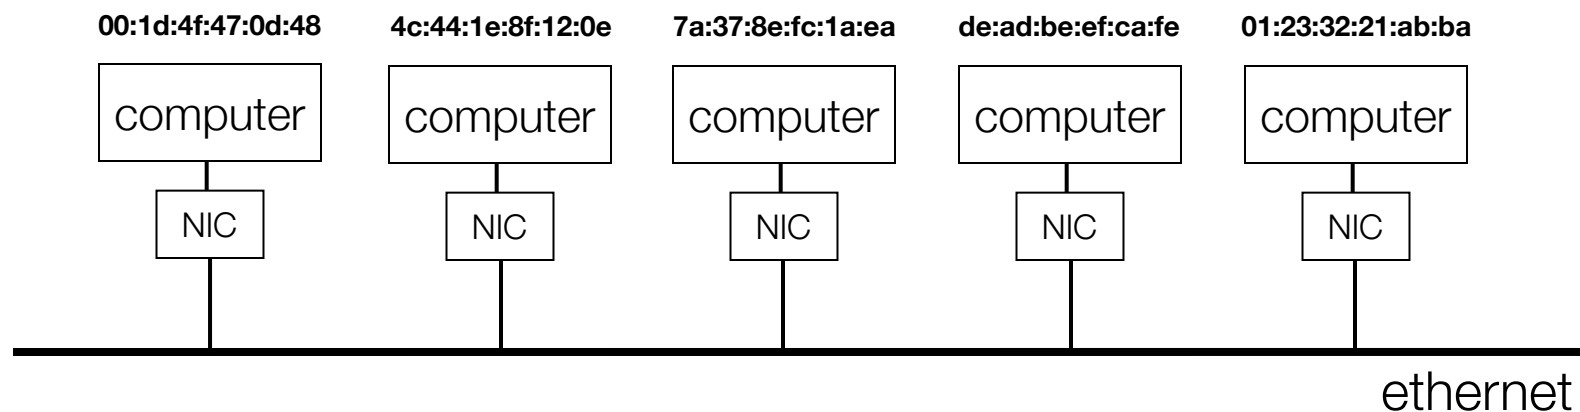 00:1d:4f:47:0d:48 4c:44:1e:8f:12:0e 7a:37:8e:fc:1a:ea de:ad:be:ef:ca:fe 01:23:32:21:ab:ba
computer computer computer computer computer
NIC NIC NIC NIC NIC
ethernet